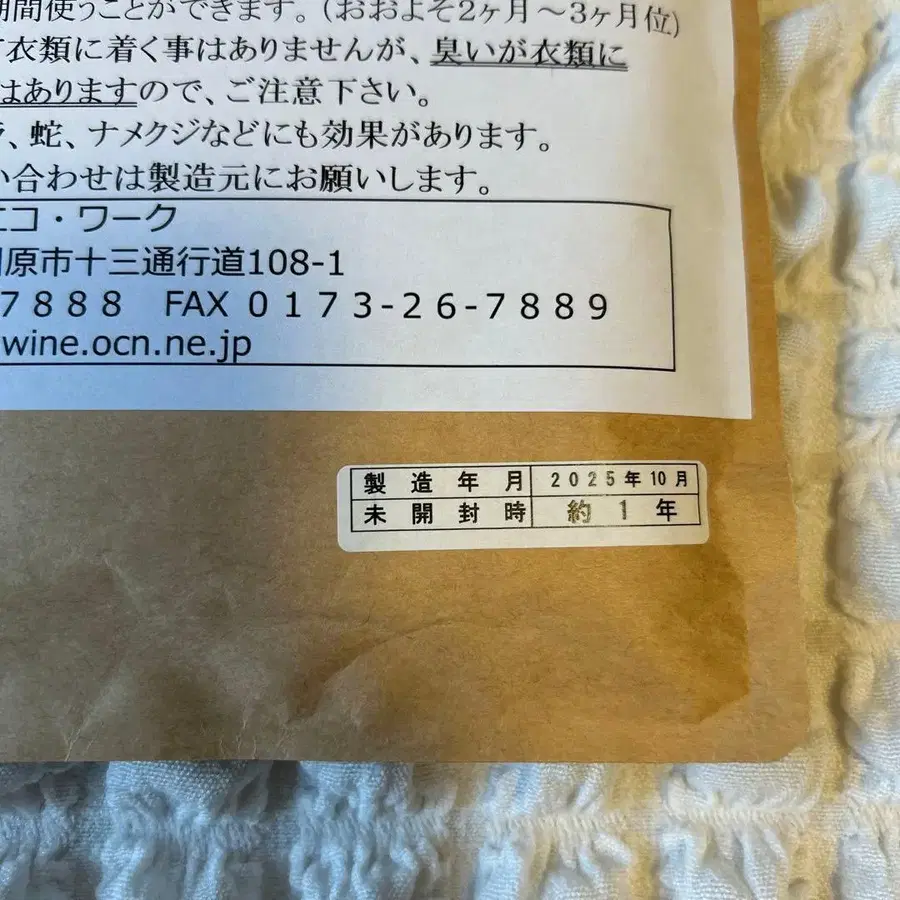 期間使うことができます。(おおよそ2ヶ月～3ヶ月位)
衣類に着く事はありませんが、臭いが衣類に
はありますので、ご注意下さい。
、蛇、ナメクジなどにも効果があります。
い合わせは製造元にお願いします。
エコ・ワーク
原市十三通行道108-1
7888 FAX 0173-26-7889
wine.ocn.ne.jp
製造年月 2025年10月
未開封時 約1年